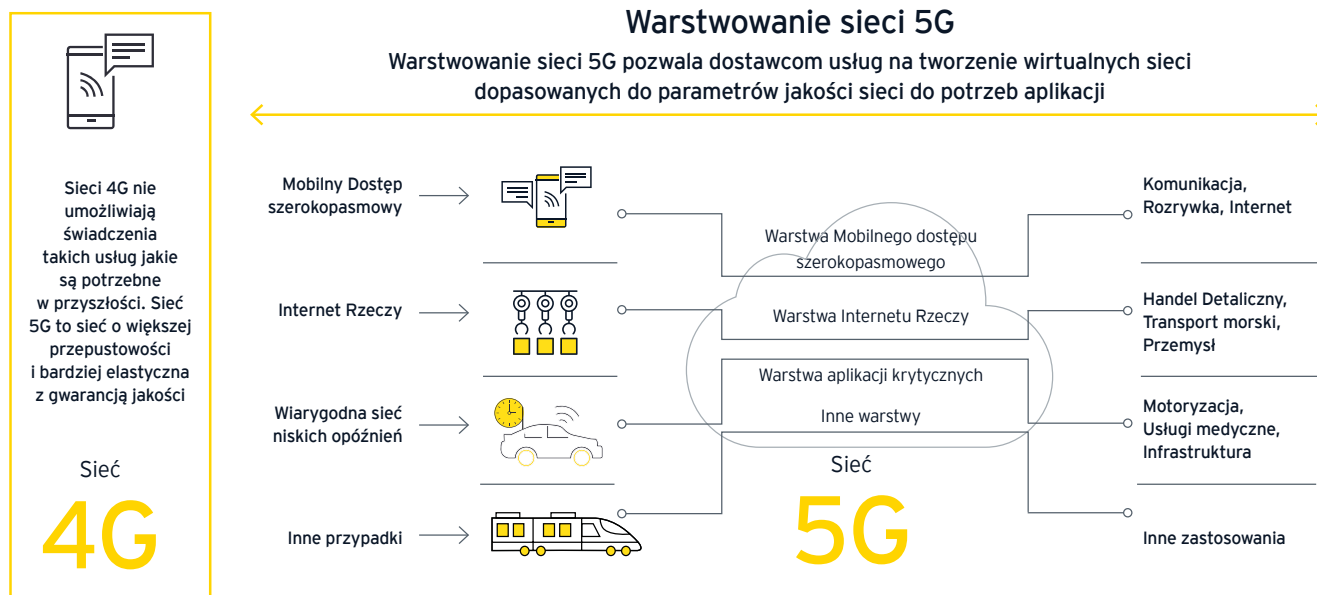 Warstwowanie sieci 5G
Warstwowanie sieci 5G pozwala dostawcom usług na tworzenie wirtualnych sieci
dopasowanych do parametrów jakości sieci do potrzeb aplikacji
Sieci 4G nie
umożliwiają
świadczenia
takich usług jakie
są potrzebne
w przyszłości. Sieć
5G to sieć o większej
przepustowości
i bardziej elastyczna
z gwarancją jakości
Sieć
4G
Mobilny Dostęp
szerokopasmowy
Warstwa Mobilnego dostępu
szerokopasmowego
Komunikacja,
Rozrywka, Internet
Internet Rzeczy
Warstwa Internetu Rzeczy
Handel Detaliczny,
Transport morski,
Przemysł
Wiarygodna sieć
niskich opóźnień
Warstwa aplikacji krytycznych
Motoryzacja,
Usługi medyczne,
Infrastruktura
Inne przypadki
Inne warstwy
Inne zastosowania
Sieć
5G